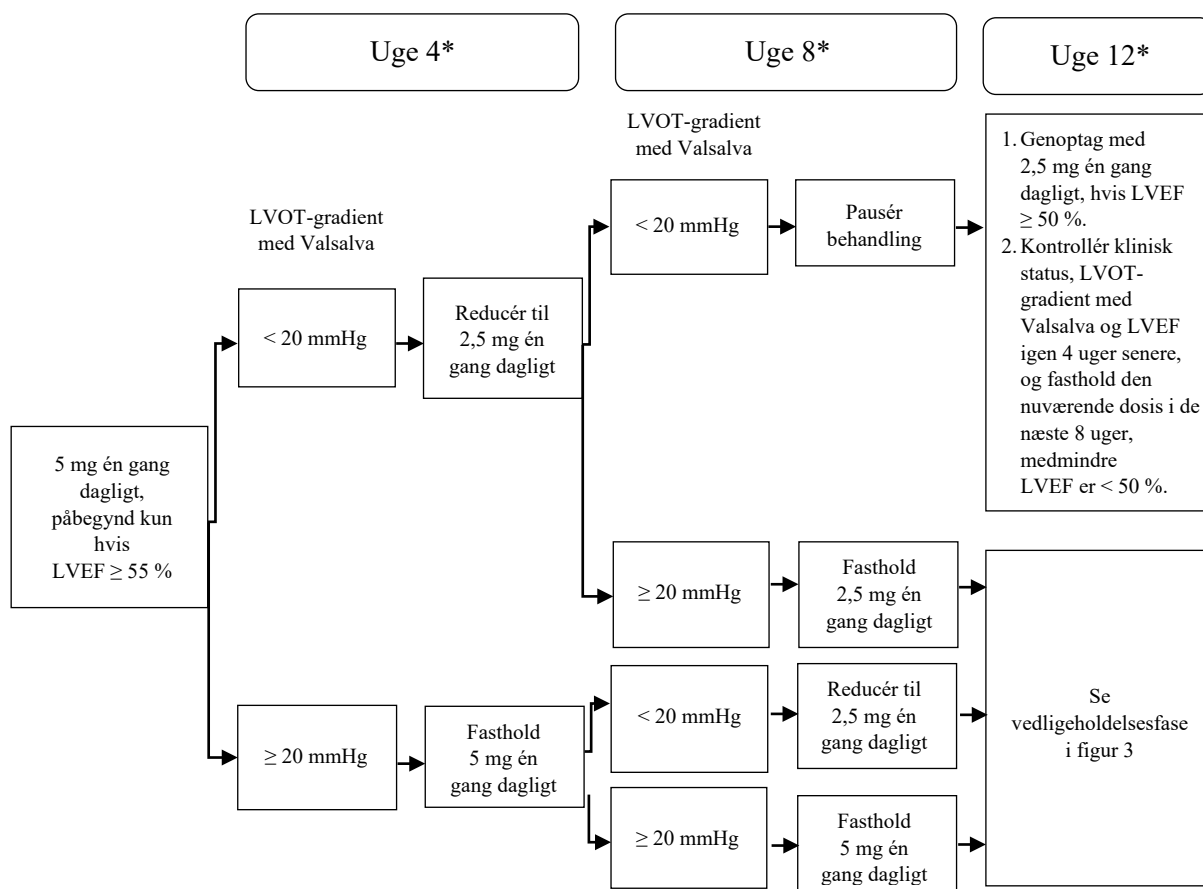 Uge 4*
Uge 8*
Uge 12*
LVOT-gradient
med Valsalva
LVOT-gradient
med Valsalva
5 mg én gang
dagligt,
påbegynd kun
hvis
LVEF ≥ 55 %
< 20 mmHg
Reducér til
2,5 mg én
gang dagligt
< 20 mmHg
Pausér
behandling
1. Genoptag med
2,5 mg én gang
dagligt, hvis LVEF
≥ 50 %.
2. Kontrollér klinisk
status, LVOT-
gradient med
Valsalva og LVEF
igen 4 uger senere,
og fasthold den
nuværende dosis i de
næste 8 uger,
medmindre
LVEF er < 50 %.
≥ 20 mmHg
Fasthold
2,5 mg én
gang dagligt
≥ 20 mmHg
Fasthold
5 mg én
gang dagligt
< 20 mmHg
Reducér til
2,5 mg én
gang dagligt
≥ 20 mmHg
Fasthold
5 mg én
gang dagligt
Se
vedligeholdelsesfase
i figur 3